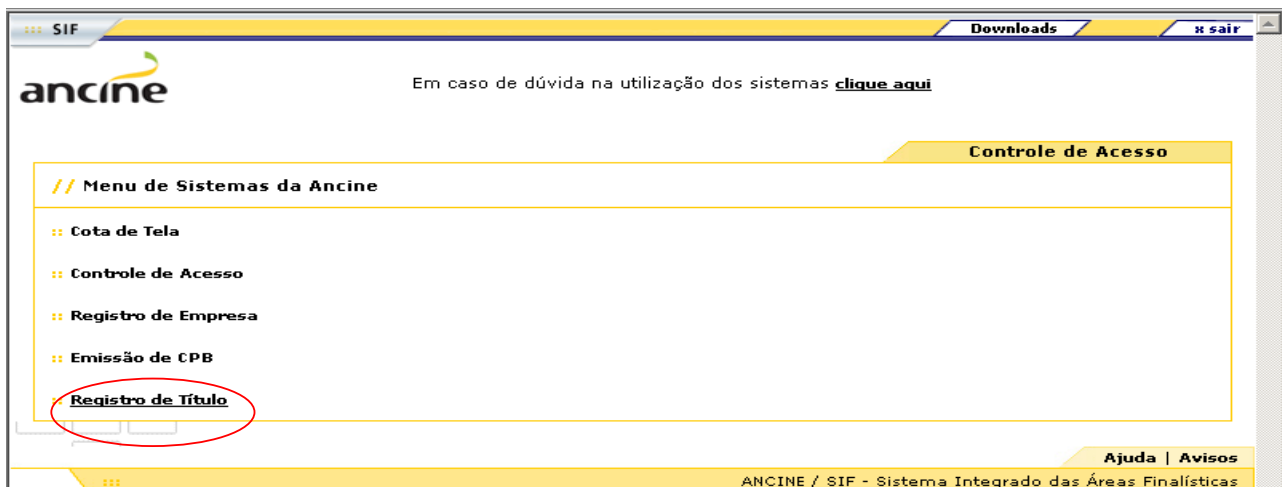 ::: SIF
Downloads
x sair
ancine
Em caso de dúvida na utilização dos sistemas clique aqui
Controle de Acesso
// Menu de Sistemas da Ancine
:: Cota de Tela
:: Controle de Acesso
:: Registro de Empresa
:: Emissão de CPB
:: Registro de Título
Ajuda | Avisos
::: ANCINE / SIF - Sistema Integrado das Áreas Finalísticas